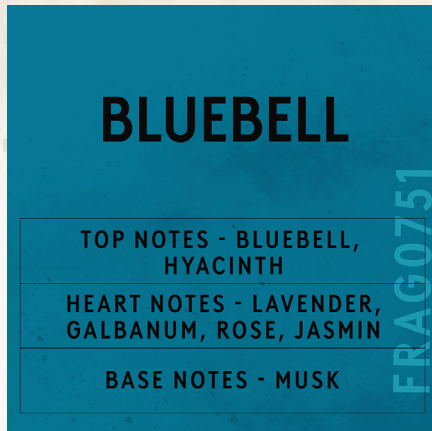 BLUEBELL
TOP NOTES - BLUEBELL,
HYACINTH
HEART NOTES - LAVENDER,
GALBANUM, ROSE, JASMIN
BASE NOTES - MUSK
FRAG0751